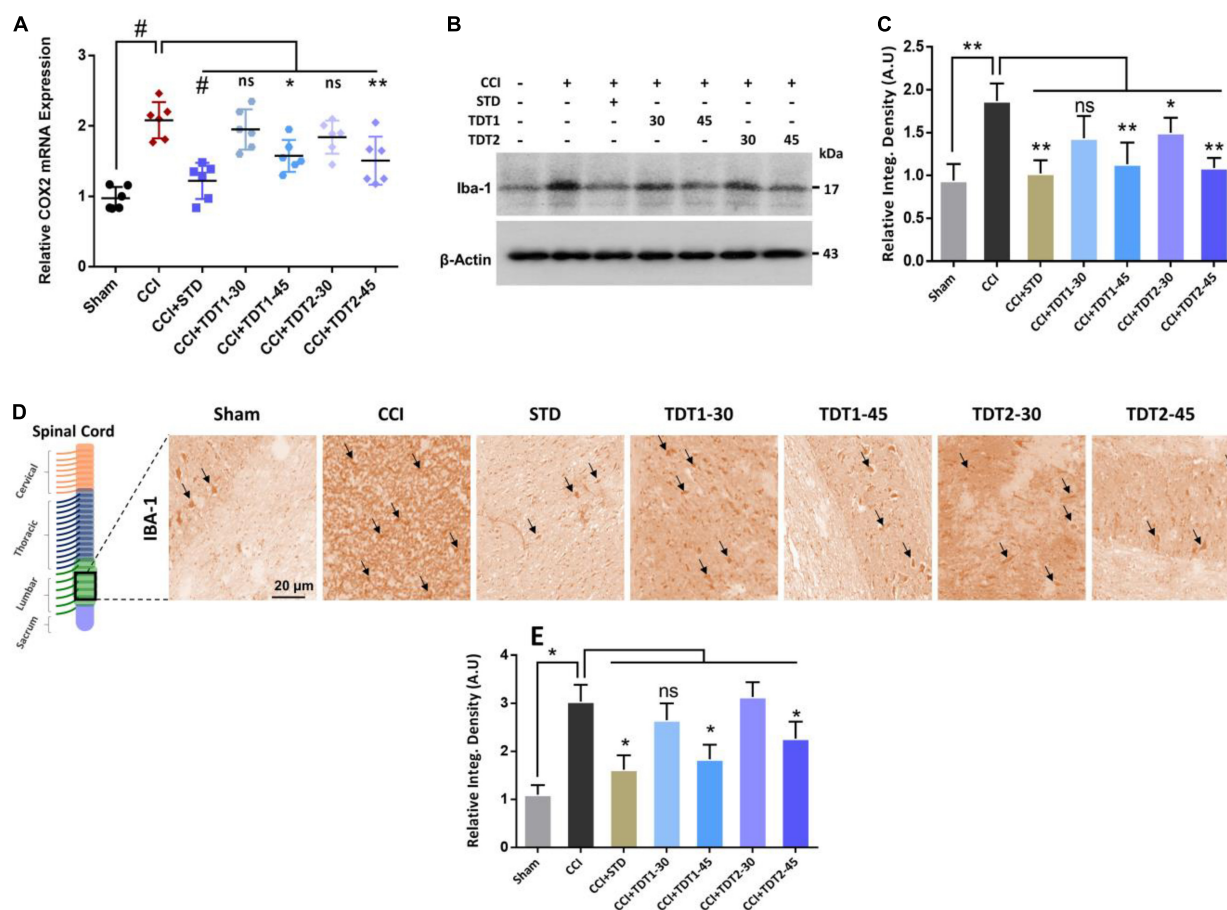 A
Relative COX2 mRNA Expression
3
2
1
0
#
#
ns
*
ns
**
Sham
CCI
CCI+STD
CCI+TDT1-30
CCI+TDT1-45
CCI+TDT2-30
CCI+TDT2-45
B
CCI - + + + + + +
STD - - + - - - -
TDT1 - - - 30 45 - -
TDT2 - - - - - 30 45
kDa
Iba-1
17
β-Actin
43
C
Relative Integ. Density (A.U)
2.5
2.0
1.5
1.0
0.5
0.0
**
**
ns
**
*
**
Sham
CCI
CCI+STD
CCI+TDT1-30
CCI+TDT1-45
CCI+TDT2-30
CCI+TDT2-45
D
Spinal Cord
Cervical
Thoracic
Lumbar
Sacrum
IBA-1
Sham CCI STD TDT1-30 TDT1-45 TDT2-30 TDT2-45
20 μm
E
Relative Integ. Density (A.U)
4
3
2
1
0
*
*
ns
*
*
Sham
CCI
CCI+STD
CCI+TDT1-30
CCI+TDT1-45
CCI+TDT2-30
CCI+TDT2-45